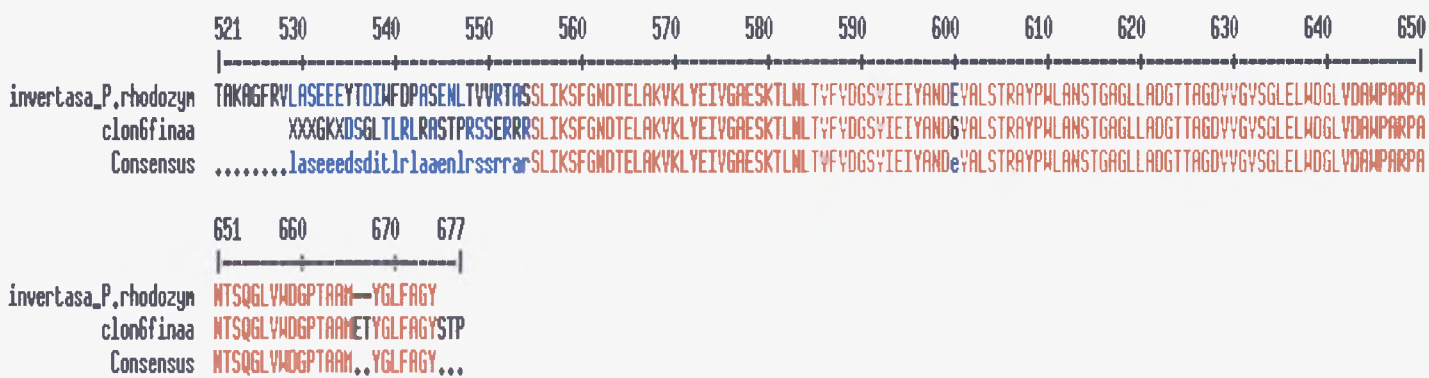 521 530 540 550 560 570 580 590 600 610 620 630 640 650
|--------+---------+---------+---------+---------+---------+---------+---------+---------+---------+---------+---------+---------|
invertasa_P.rhodozym TAKAGFRVLASEEEYTDIWFDPASENLTVVRTASSLIKSFGNDTELAKVKLYEIVGAESKTLNLTVFVDGSVIEIYANDEVALSTRAYPWLANSTGAGLLADGTTAGDVVGVSGLELWDGLVDAWPARPA
clon6finaa XXXGKXDSGLTLRLRASTPRSSERRRSLIKSFGNDTELAKVKLYEIVGAESKTLNLTVFVDGSVIEIYANDGVALSTRAYPWLANSTGAGLLADGTTAGDVVGVSGLELWDGLVDAWPARPA
Consensus ........laseeedsditlrlaaenlrssrrarSLIKSFGNDTELAKVKLYEIVGAESKTLNLTVFVDGSVIEIYANDeVALSTRAYPWLANSTGAGLLADGTTAGDVVGVSGLELWDGLVDAWPARPA
651 660 670 677
|--------+---------+------|
invertasa_P.rhodozym NTSQGLVWDGPTAAM--YGLFAGY
clon6finaa NTSQGLVWDGPTAAMETYGLFAGYSTP
Consensus NTSQGLVWDGPTAAM..YGLFAGY...